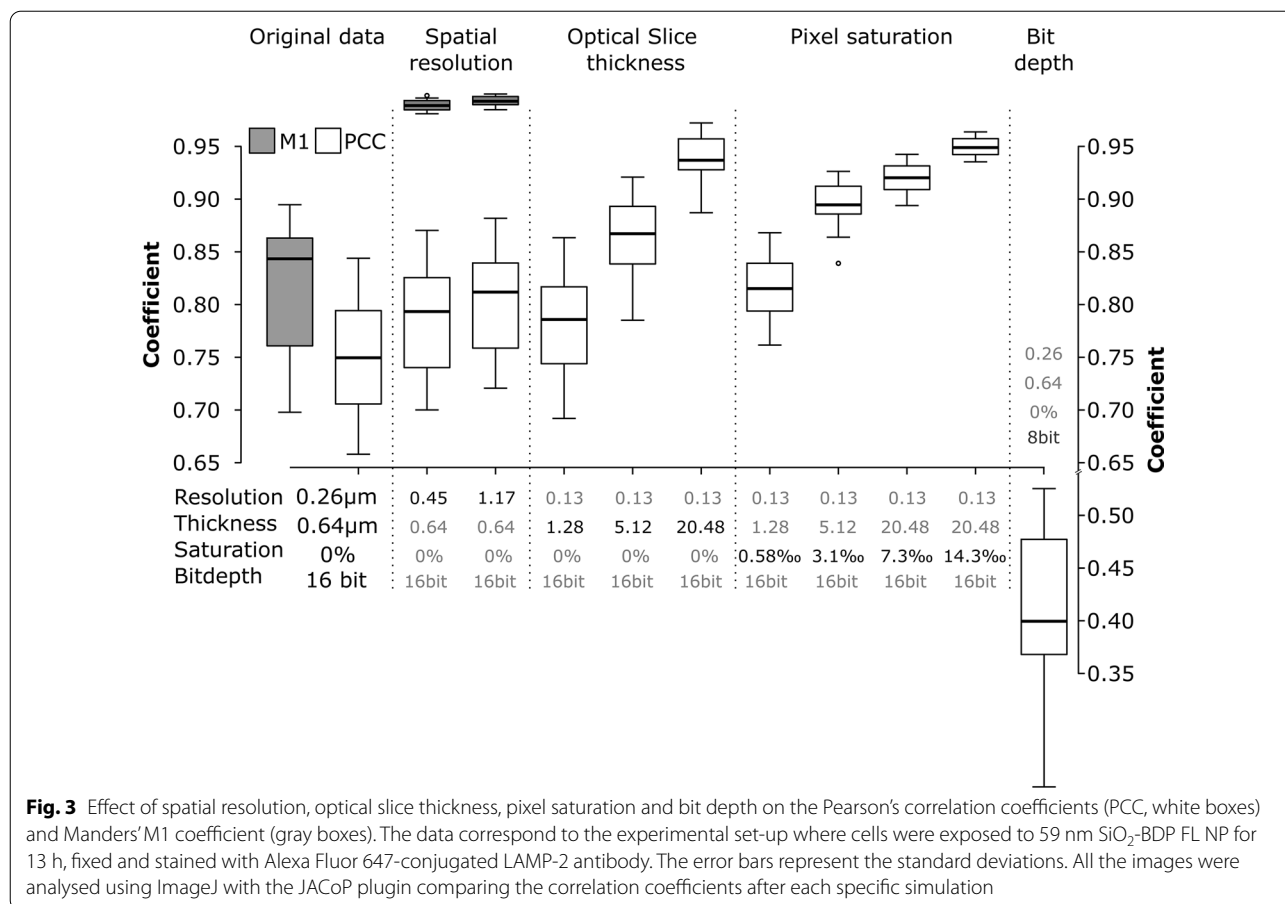 Original data
Spatial resolution
Optical Slice thickness
Pixel saturation
Bit depth
M1 PCC
Coefficient
0.95
0.90
0.85
0.80
0.75
0.70
0.65
0.95
0.90
0.85
0.80
0.75
0.70
0.65
0.50
0.45
0.40
0.35
Coefficient
0.26
0.64
0%
8bit
Resolution 0.26µm 0.45 1.17 0.13 0.13 0.13 0.13 0.13 0.13 0.13
Thickness 0.64µm 0.64 0.64 1.28 5.12 20.48 1.28 5.12 20.48 20.48
Saturation 0% 0% 0% 0% 0% 0% 0.58‰ 3.1‰ 7.3‰ 14.3‰
Bitdepth 16 bit 16bit 16bit 16bit 16bit 16bit 16bit 16bit 16bit 16bit
Fig. 3 Effect of spatial resolution, optical slice thickness, pixel saturation and bit depth on the Pearson's correlation coefficients (PCC, white boxes)
and Manders' M1 coefficient (gray boxes). The data correspond to the experimental set-up where cells were exposed to 59 nm SiO₂-BDP FL NP for
13 h, fixed and stained with Alexa Fluor 647-conjugated LAMP-2 antibody. The error bars represent the standard deviations. All the images were
analysed using ImageJ with the JACoP plugin comparing the correlation coefficients after each specific simulation